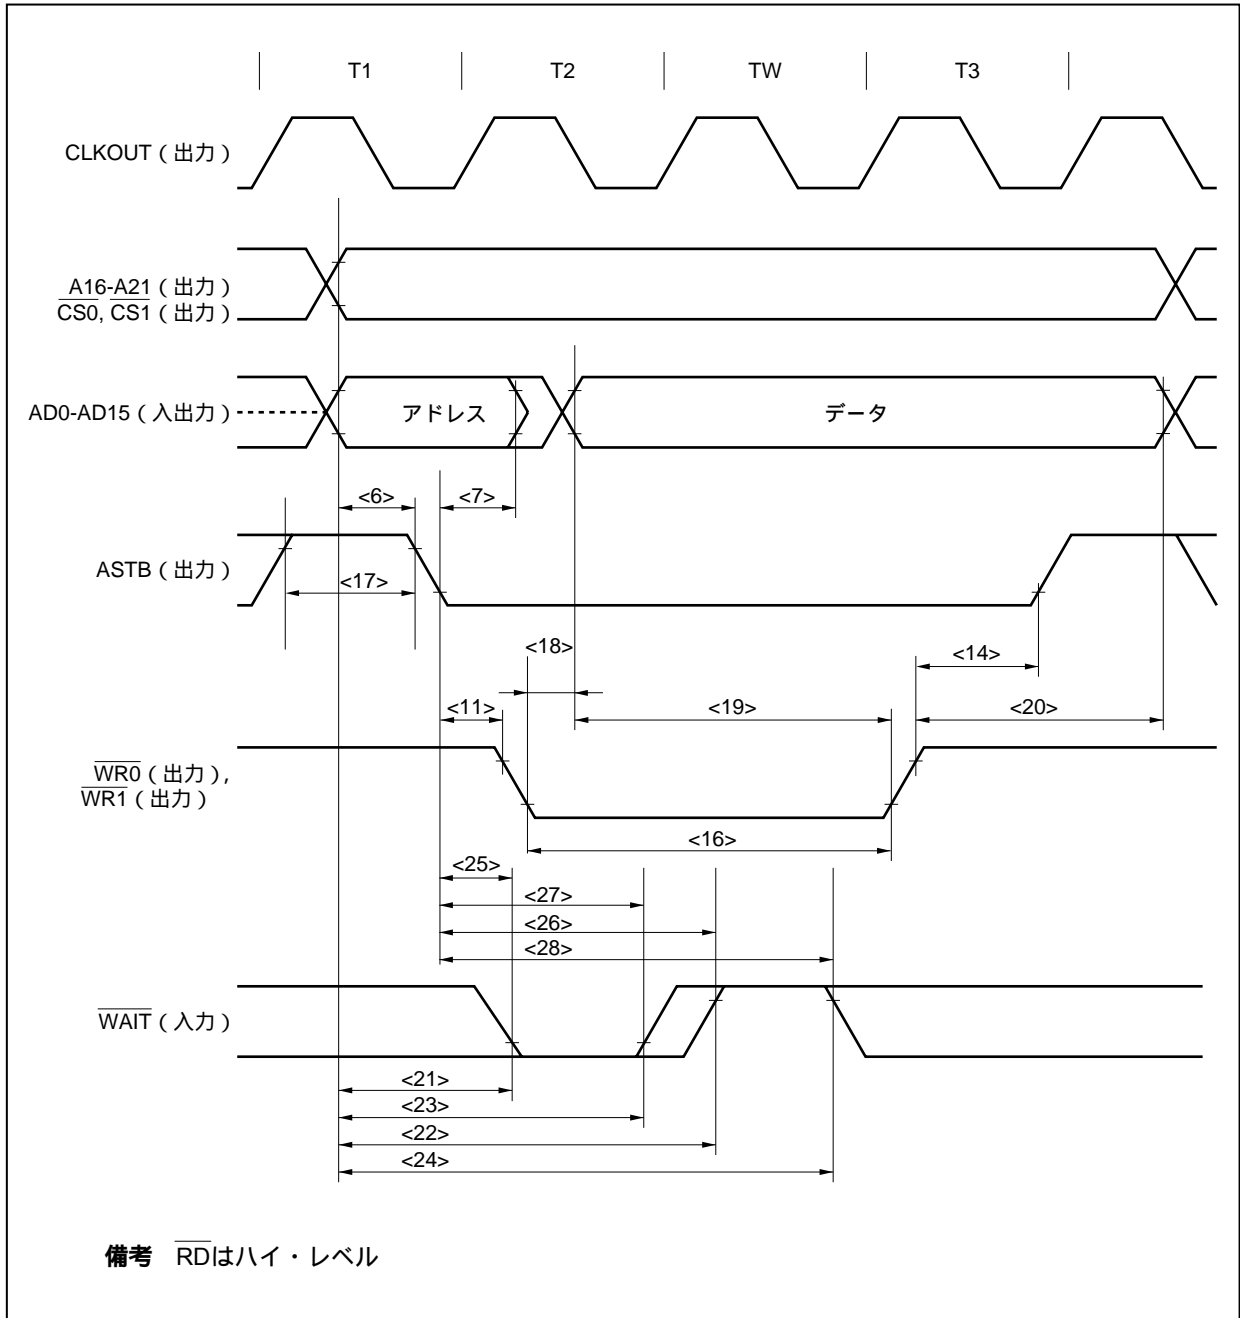 T1 T2 TW T3
CLKOUT（出力）
A16-A21（出力）
CS0, CS1（出力）
AD0-AD15（入出力）
アドレス データ
<6> <7>
ASTB（出力）
<17>
<18> <14>
<11> <19> <20>
WR0（出力）,
WR1（出力）
<16>
<25>
<27>
<26>
<28>
WAIT（入力）
<21>
<23>
<22>
<24>
備考 RDはハイ・レベル